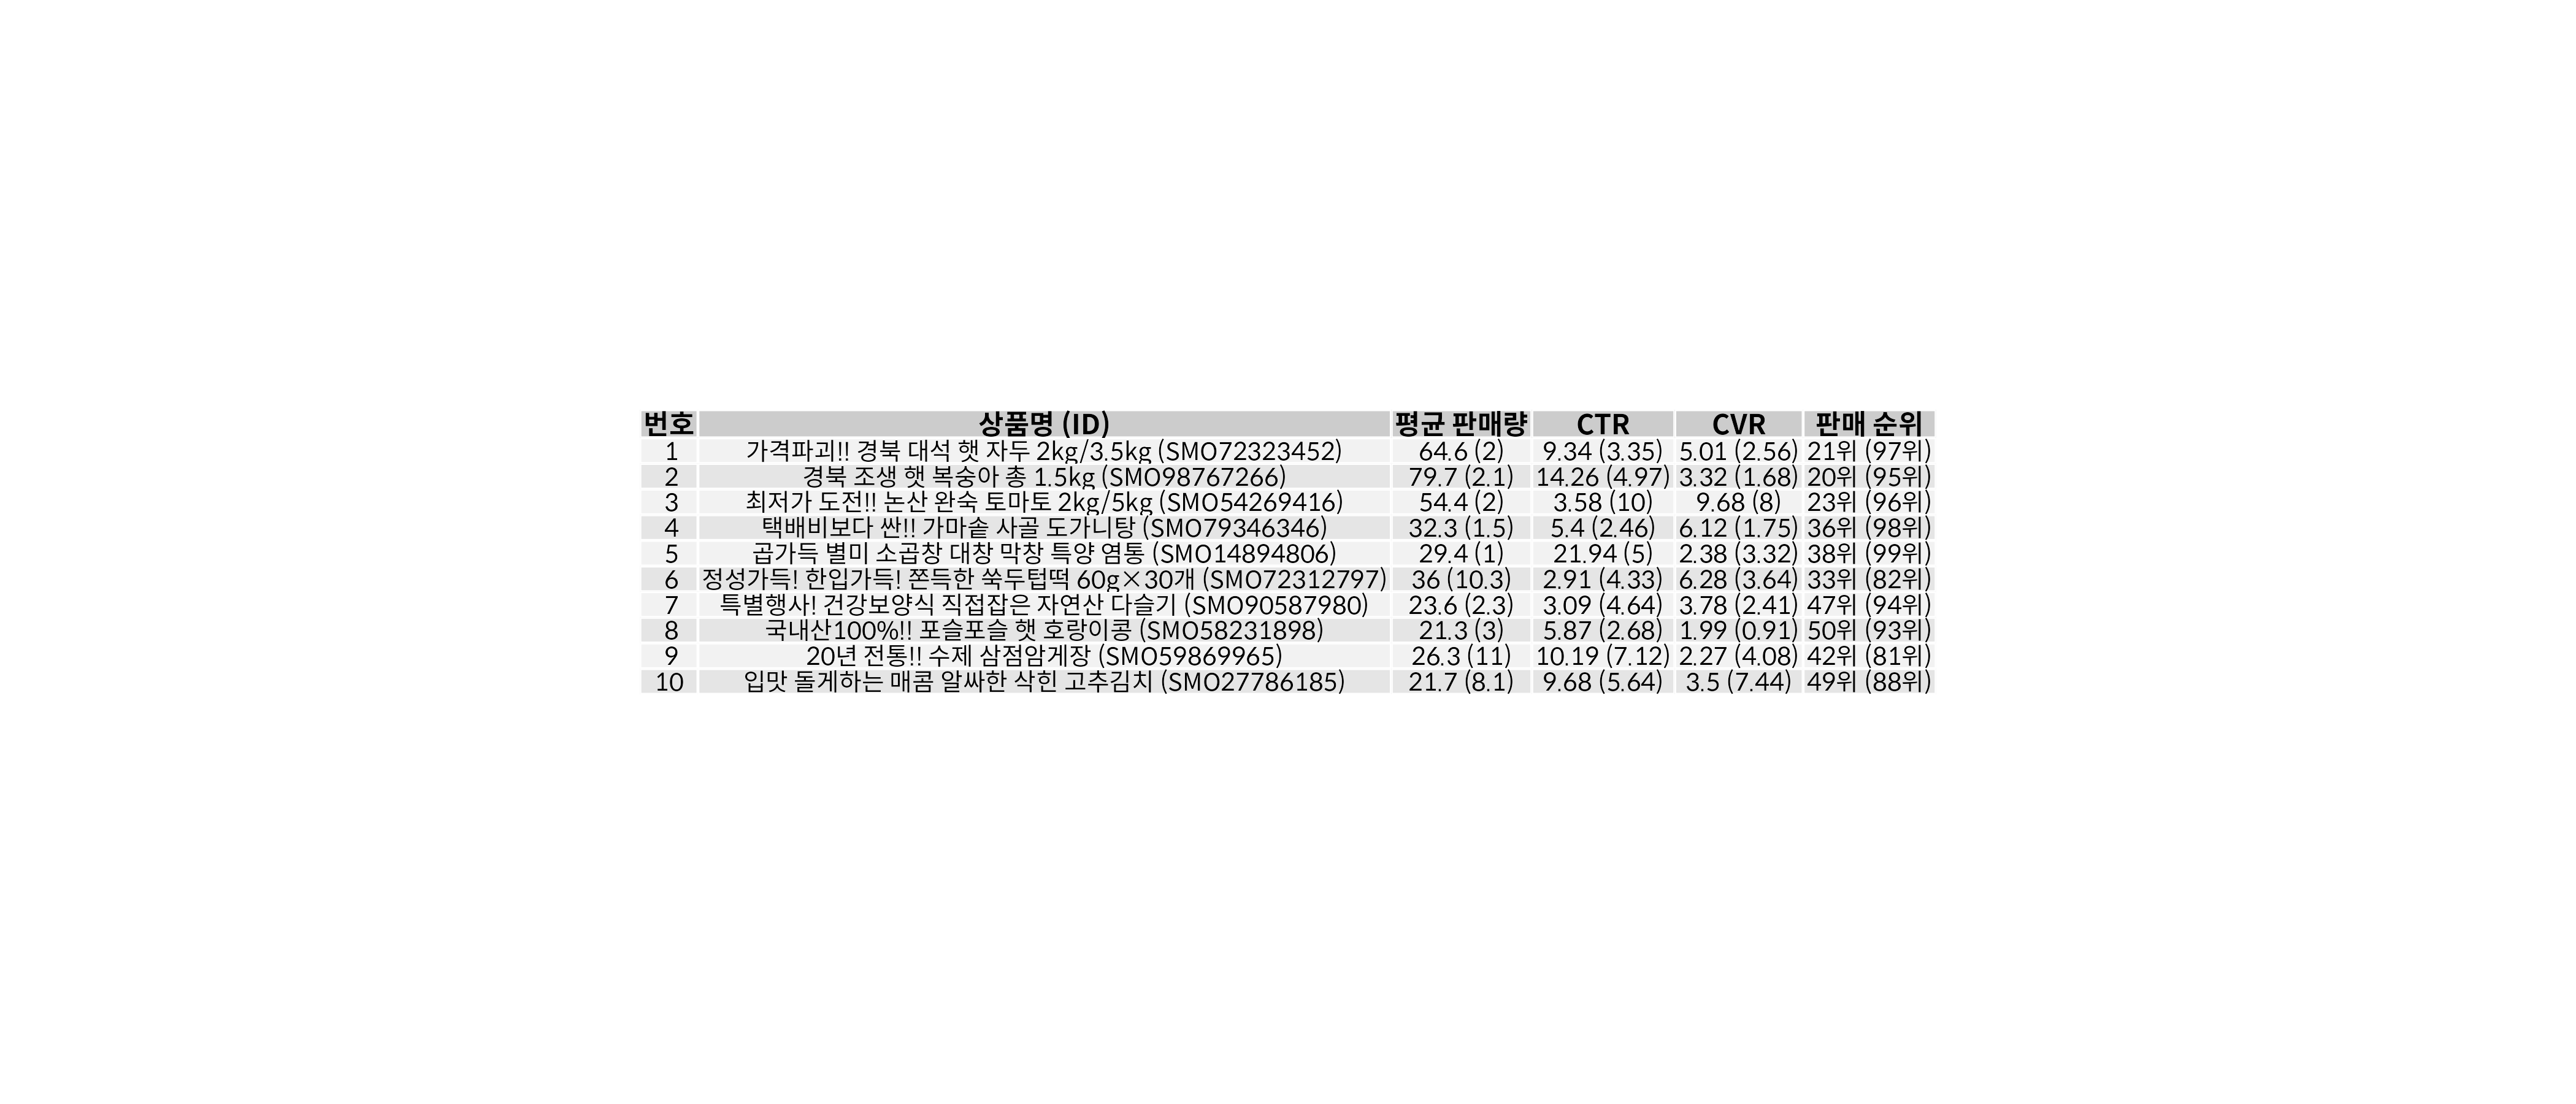 번호 상품명 (ID) 평균 판매량 CTR CVR 판매 순위
1 가격파괴!! 경북 대석 햇 자두 2kg/3.5kg (SMO72323452) 64.6 (2) 9.34 (3.35) 5.01 (2.56) 21위 (97위)
2 경북 조생 햇 복숭아 총 1.5kg (SMO98767266) 79.7 (2.1) 14.26 (4.97) 3.32 (1.68) 20위 (95위)
3 최저가 도전!! 논산 완숙 토마토 2kg/5kg (SMO54269416) 54.4 (2) 3.58 (10) 9.68 (8) 23위 (96위)
4 택배비보다 싼!! 가마솥 사골 도가니탕 (SMO79346346) 32.3 (1.5) 5.4 (2.46) 6.12 (1.75) 36위 (98위)
5 곱가득 별미 소곱창 대창 막창 특양 염통 (SMO14894806) 29.4 (1) 21.94 (5) 2.38 (3.32) 38위 (99위)
6 정성가득! 한입가득! 쫀득한 쑥두텁떡 60g×30개 (SMO72312797) 36 (10.3) 2.91 (4.33) 6.28 (3.64) 33위 (82위)
7 특별행사! 건강보양식 직접잡은 자연산 다슬기 (SMO90587980) 23.6 (2.3) 3.09 (4.64) 3.78 (2.41) 47위 (94위)
8 국내산100%!! 포슬포슬 햇 호랑이콩 (SMO58231898) 21.3 (3) 5.87 (2.68) 1.99 (0.91) 50위 (93위)
9 20년 전통!! 수제 삼점암게장 (SMO59869965) 26.3 (11) 10.19 (7.12) 2.27 (4.08) 42위 (81위)
10 입맛 돌게하는 매콤 알싸한 삭힌 고추김치 (SMO27786185) 21.7 (8.1) 9.68 (5.64) 3.5 (7.44) 49위 (88위)